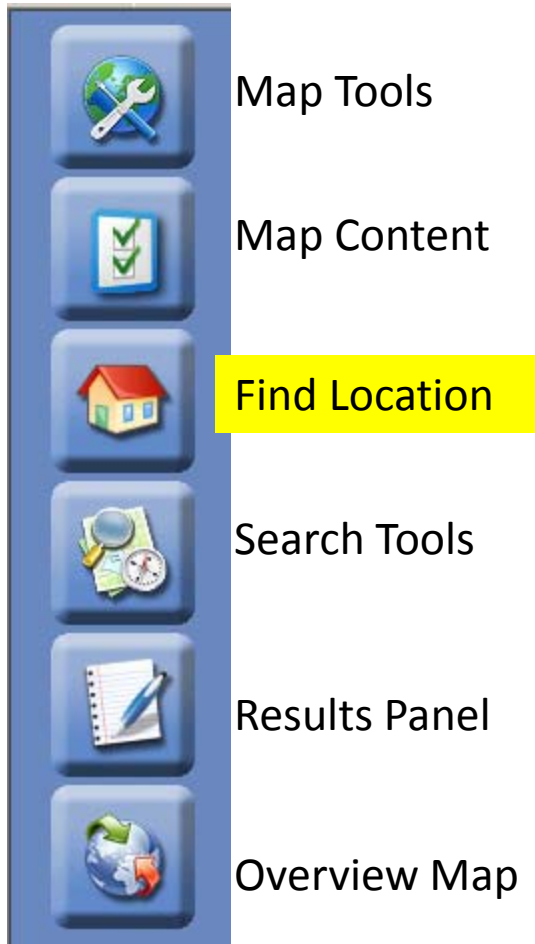 Map Tools
Map Content
Find Location
Search Tools
Results Panel
Overview Map